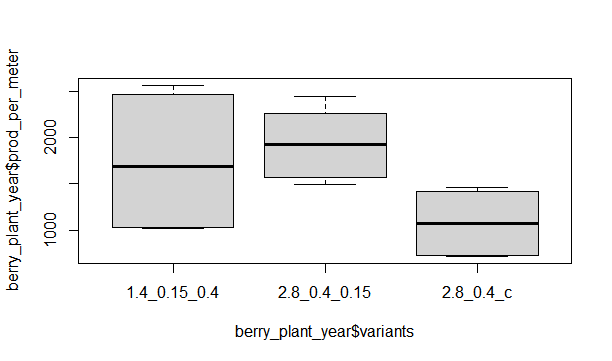 berry_plant_year$prod_per_meter
2000
1000
1.4_0.15_0.4 2.8_0.4_0.15 2.8_0.4_c
berry_plant_year$variants